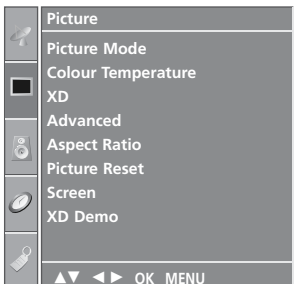 Picture
Picture Mode
Colour Temperature
XD
Advanced
Aspect Ratio
Picture Reset
Screen
XD Demo
▲▼ ◄► OK MENU